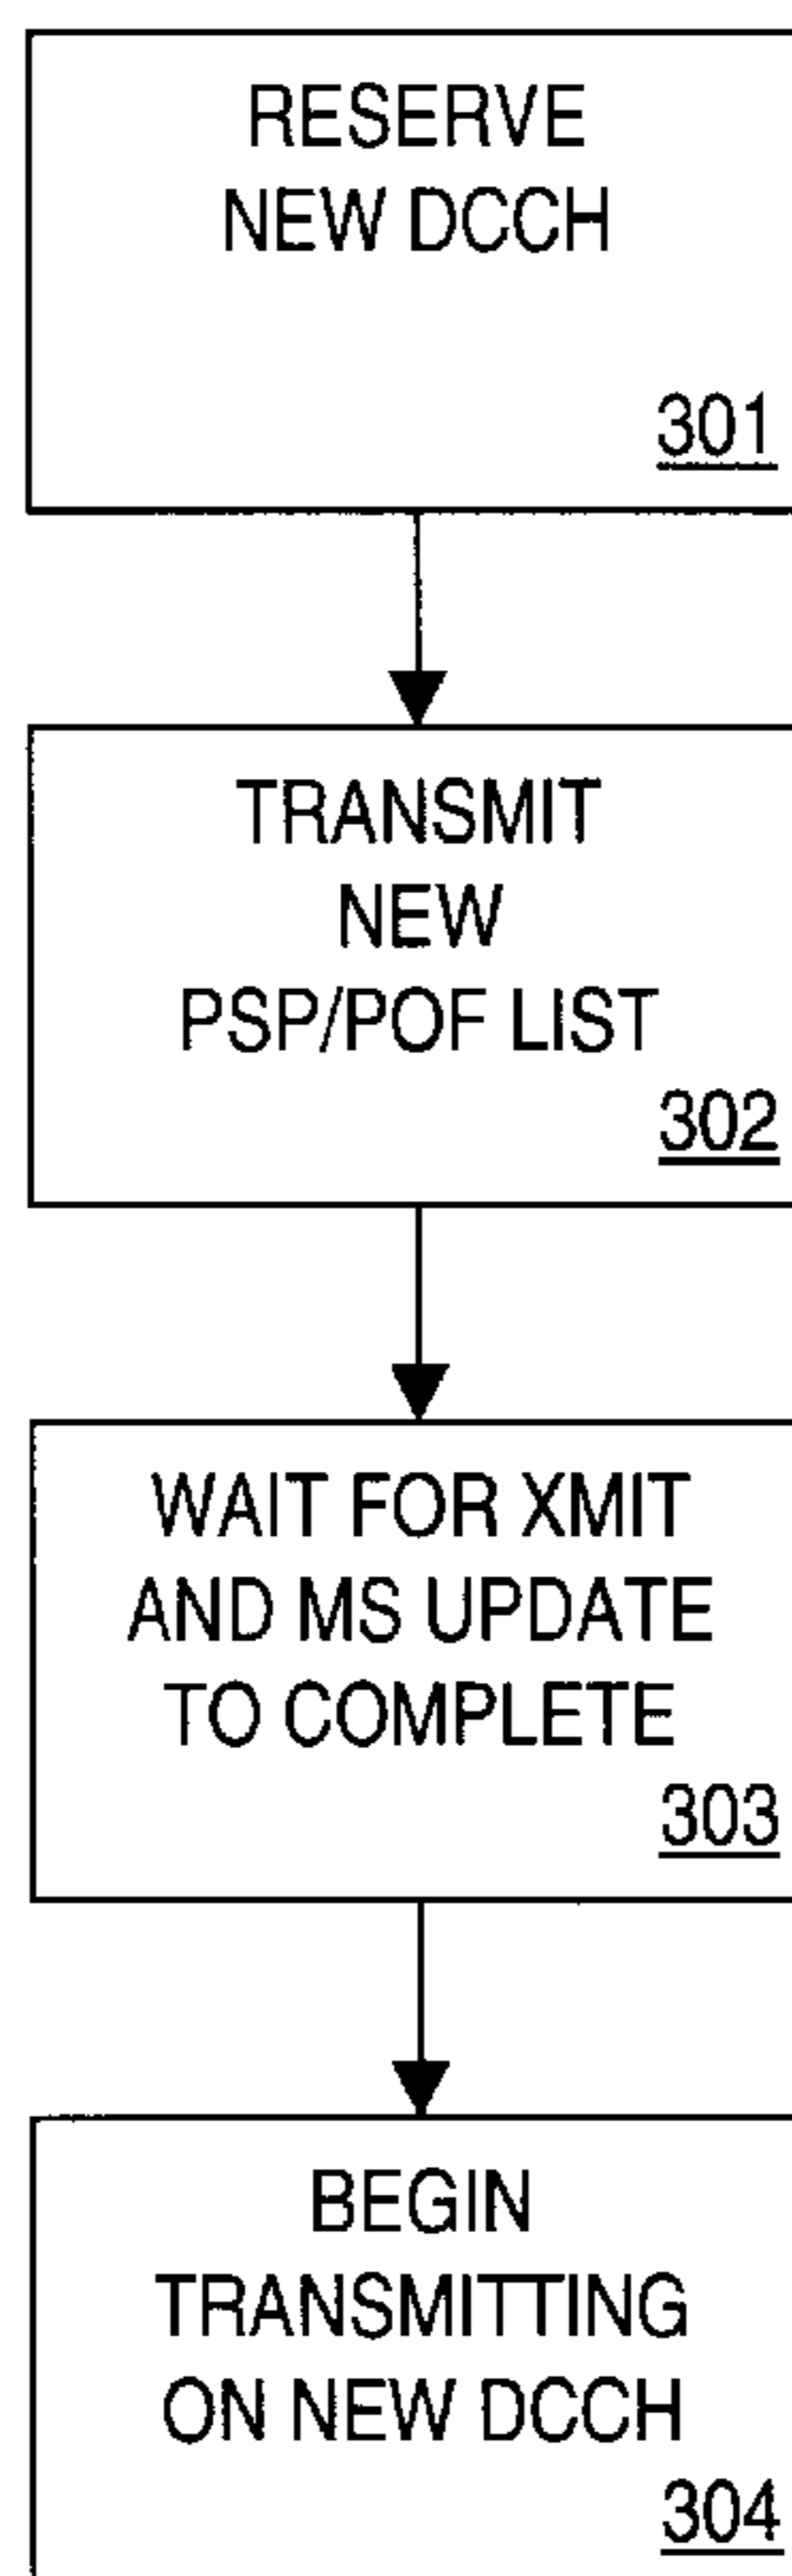 RESERVE
NEW DCCH
301
TRANSMIT
NEW
PSP/POF LIST
302
WAIT FOR XMIT
AND MS UPDATE
TO COMPLETE
303
BEGIN
TRANSMITTING
ON NEW DCCH
304